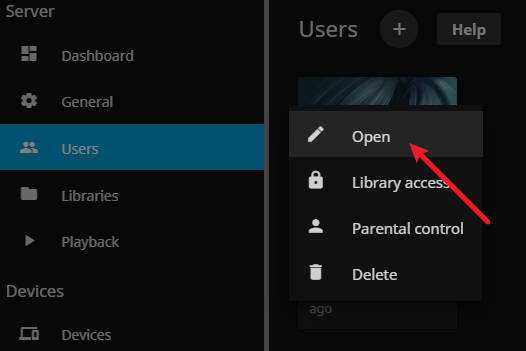 Server
Dashboard
General
Users
Libraries
Playback
Devices
Devices
Users + Help
Open
Library access
Parental control
Delete
ago